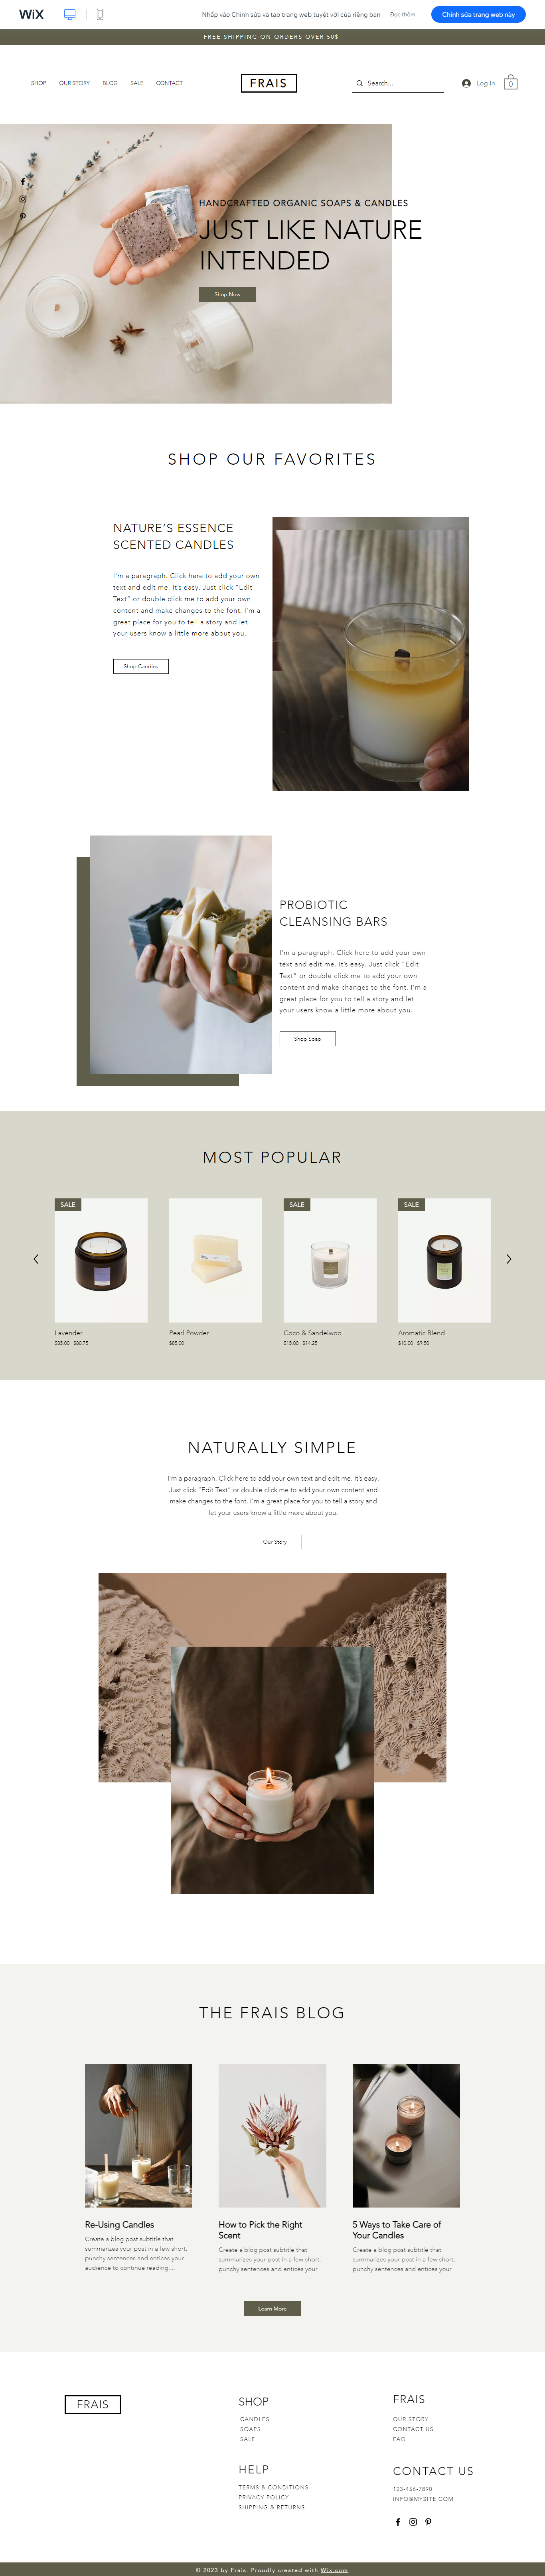 WiX
Nhấp vào Chỉnh sửa và tạo trang web tuyệt vời của riêng bạn
Đọc thêm
Chỉnh sửa trang web này
FREE SHIPPING ON ORDERS OVER 50$
SHOP OUR STORY BLOG SALE CONTACT
FRAIS
Search...
Log In
0
HANDCRAFTED ORGANIC SOAPS & CANDLES
JUST LIKE NATURE
INTENDED
Shop Now
SHOP OUR FAVORITES
NATURE'S ESSENCE
SCENTED CANDLES
I'm a paragraph. Click here to add your own
text and edit me. It's easy. Just click "Edit
Text" or double click me to add your own
content and make changes to the font. I'm a
great place for you to tell a story and let
your users know a little more about you.
Shop Candles
PROBIOTIC
CLEANSING BARS
I'm a paragraph. Click here to add your own
text and edit me. It's easy. Just click "Edit
Text" or double click me to add your own
content and make changes to the font. I'm a
great place for you to tell a story and let
your users know a little more about you.
Shop Soap
MOST POPULAR
SALE
Lavender
$85.00 $80.75
Pearl Powder
$85.00
SALE
Coco & Sandelwoo
$15.00 $14.25
SALE
Aromatic Blend
$10.00 $9.50
NATURALLY SIMPLE
I'm a paragraph. Click here to add your own text and edit me. It's easy.
Just click "Edit Text" or double click me to add your own content and
make changes to the font. I'm a great place for you to tell a story and
let your users know a little more about you.
Our Story
THE FRAIS BLOG
Re-Using Candles
Create a blog post subtitle that
summarizes your post in a few short,
punchy sentences and entices your
audience to continue reading....
How to Pick the Right
Scent
Create a blog post subtitle that
summarizes your post in a few short,
punchy sentences and entices your
5 Ways to Take Care of
Your Candles
Create a blog post subtitle that
summarizes your post in a few short,
punchy sentences and entices your
Learn More
FRAIS
SHOP
CANDLES
SOAPS
SALE
FRAIS
OUR STORY
CONTACT US
FAQ
HELP
TERMS & CONDITIONS
PRIVACY POLICY
SHIPPING & RETURNS
CONTACT US
123-456-7890
INFO@MYSITE.COM
© 2023 by Frais. Proudly created with Wix.com